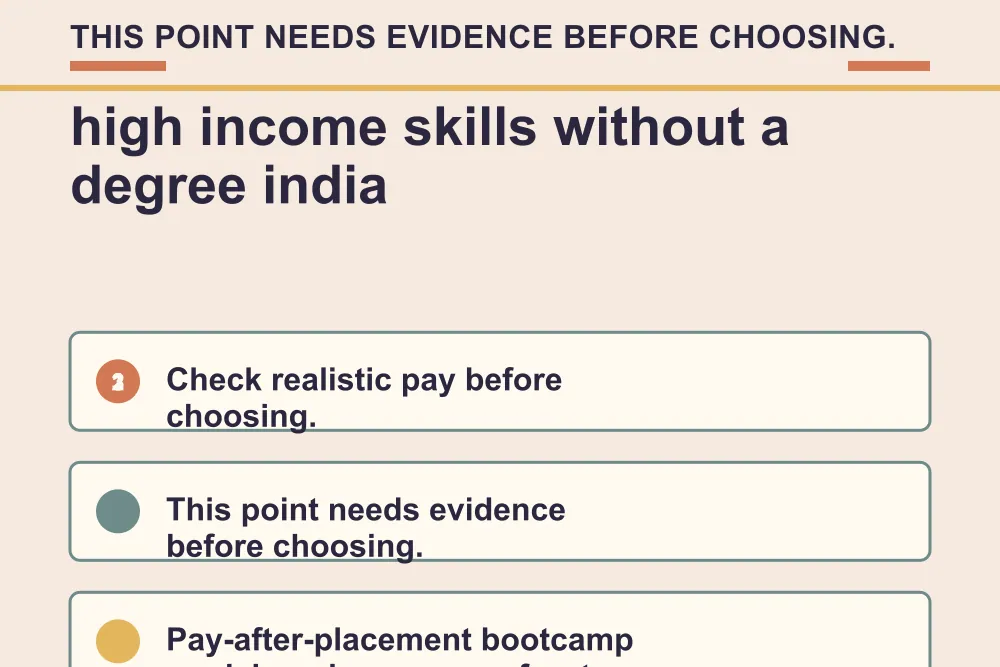 THIS POINT NEEDS EVIDENCE BEFORE CHOOSING.
high income skills without a
degree india
Check realistic pay before
choosing.
This point needs evidence
before choosing.
Pay-after-placement bootcamp